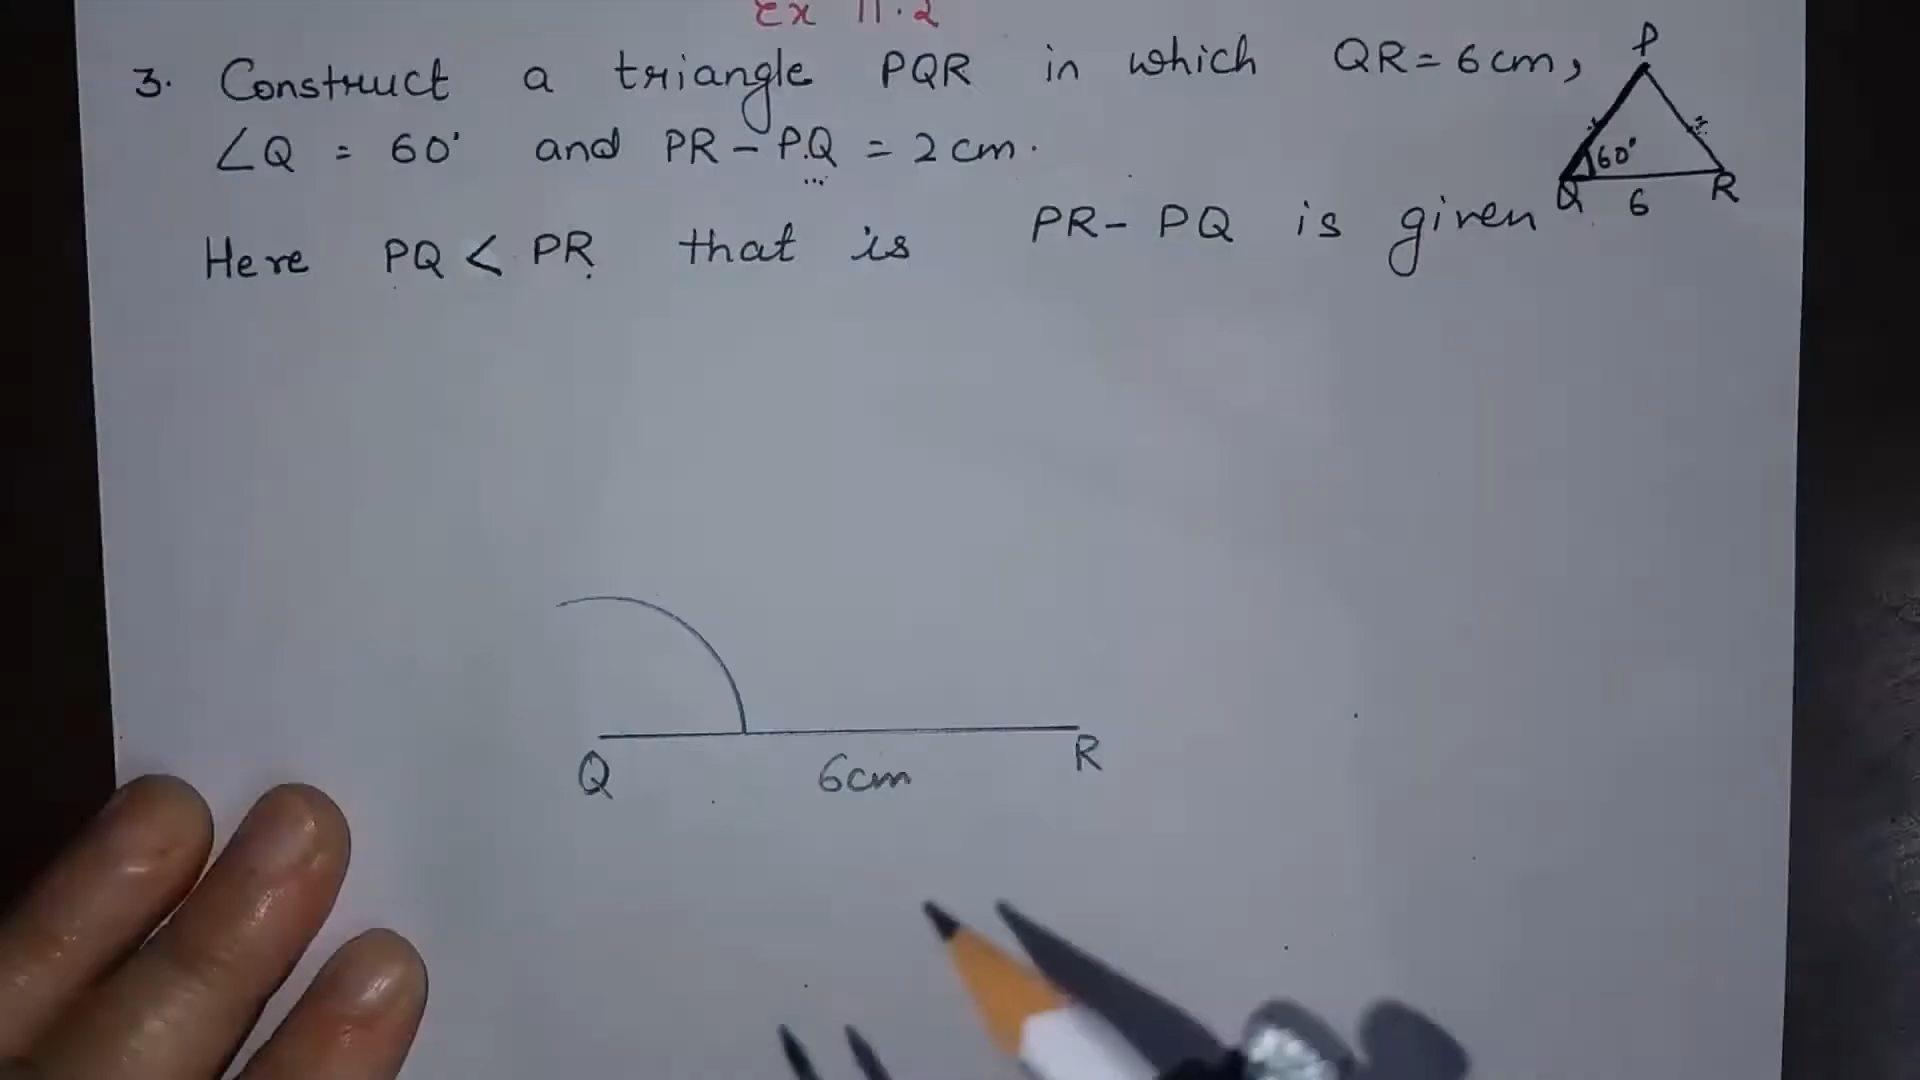 Ex 11.2
3. Construct a triangle PQR in which QR = 6 cm,
∠Q = 60° and PR - PQ = 2 cm.
Here PQ < PR that is PR - PQ is given
P
60°
Q 6 R
Q 6cm R